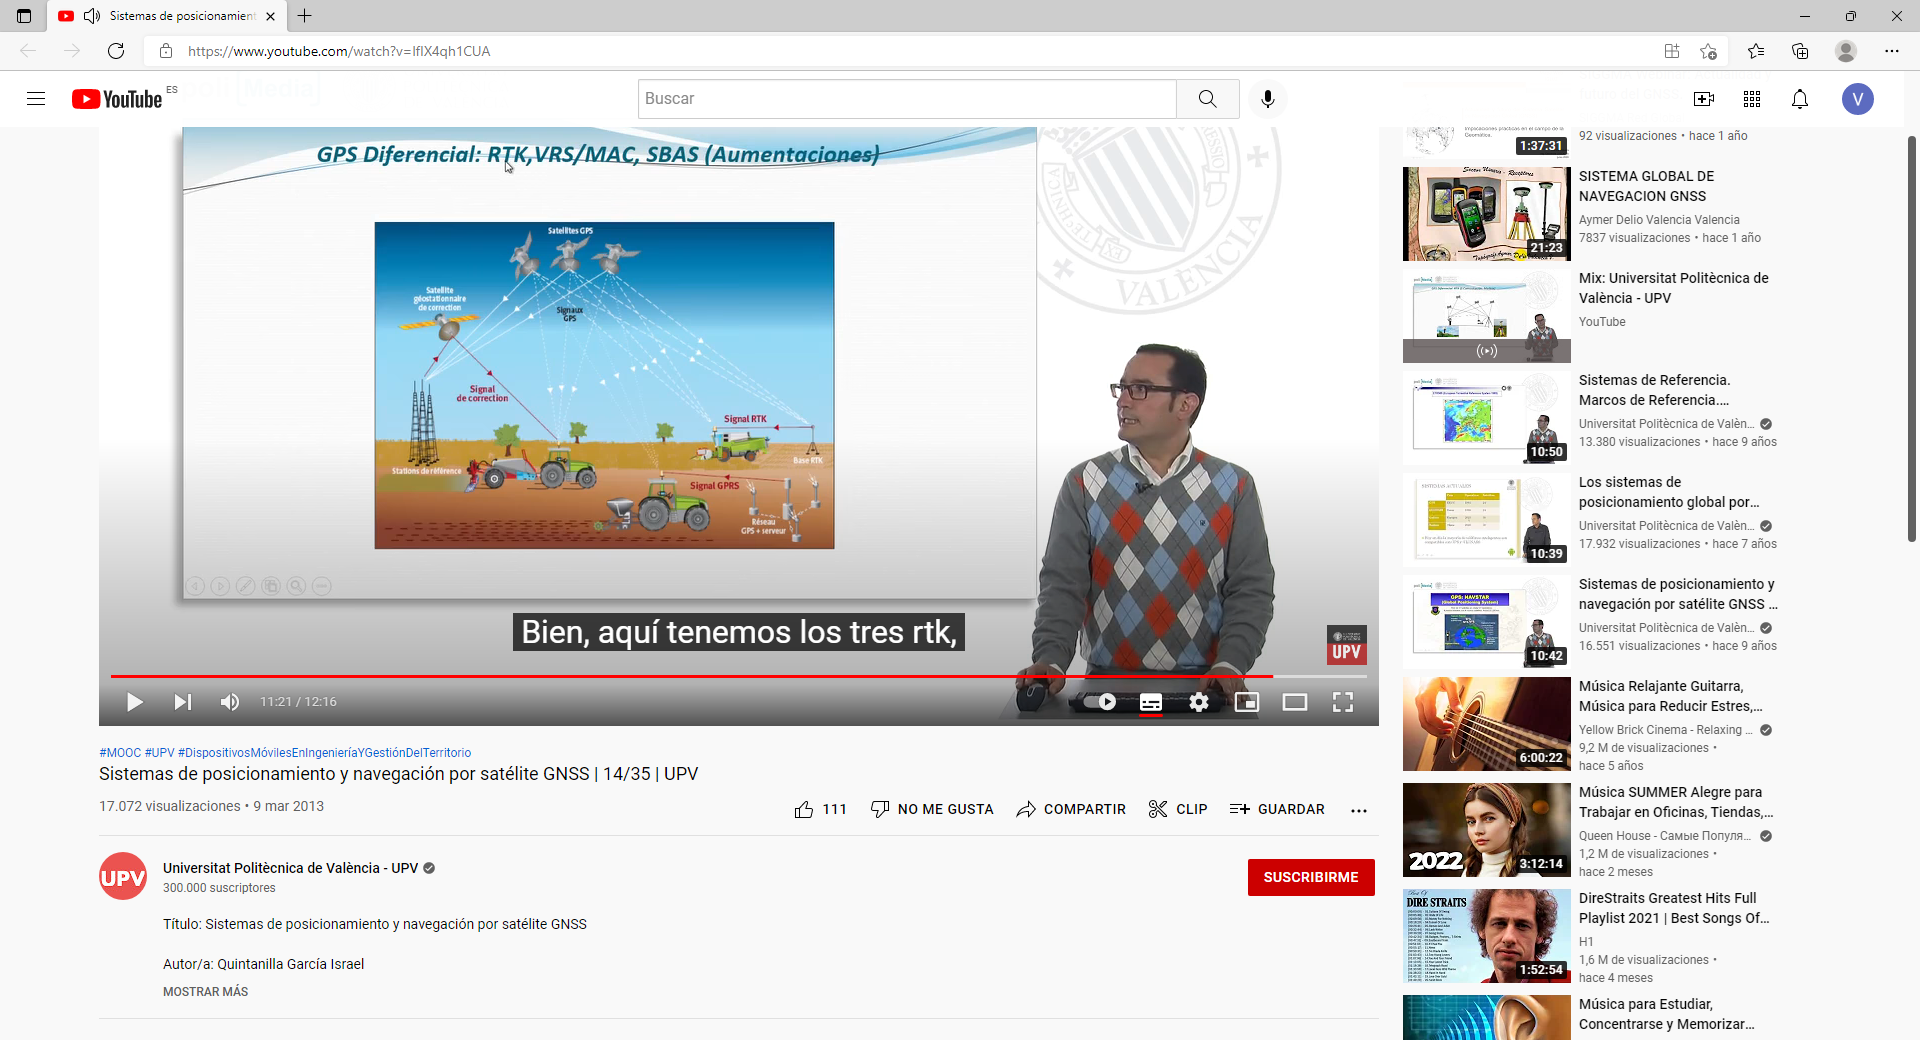 Sistemas de posicionamient
https://www.youtube.com/watch?v=IfIX4qh1CUA
YouTube ES
Buscar
V
GPS Diferencial: RTK,VRS/MAC, SBAS (Aumentaciones)
Satellites GPS
Satellite
géostationnaire
de correction
Signaux
GPS
Signal
de correction
Signal RTK
Base RTK
Stations de référence
Signal GPRS
Réseau
GPS + serveur
VALÈNCIA
Bien, aquí tenemos los tres rtk,
UPV
11:21 / 12:16
#MOOC #UPV #DispositivosMóvilesEnIngenieríaYGestiónDelTerritorio
Sistemas de posicionamiento y navegación por satélite GNSS | 14/35 | UPV
17.072 visualizaciones • 9 mar 2013
111 NO ME GUSTA COMPARTIR CLIP GUARDAR
UPV
Universitat Politècnica de València - UPV
300.000 suscriptores
SUSCRIBIRME
Título: Sistemas de posicionamiento y navegación por satélite GNSS
Autor/a: Quintanilla García Israel
MOSTRAR MÁS
1:37:31
92 visualizaciones • hace 1 año
21:23
SISTEMA GLOBAL DE
NAVEGACION GNSS
Aymer Delio Valencia Valencia
7837 visualizaciones • hace 1 año
Mix: Universitat Politècnica de
València - UPV
YouTube
10:50
Sistemas de Referencia.
Marcos de Referencia....
Universitat Politècnica de Valèn...
13.380 visualizaciones • hace 9 años
10:39
Los sistemas de
posicionamiento global por...
Universitat Politècnica de Valèn...
17.932 visualizaciones • hace 7 años
GPS: NAVSTAR
(Global Positioning System)
10:42
Sistemas de posicionamiento y
navegación por satélite GNSS ...
Universitat Politècnica de Valèn...
16.551 visualizaciones • hace 9 años
6:00:22
Música Relajante Guitarra,
Música para Reducir Estres,...
Yellow Brick Cinema - Relaxing ...
9,2 M de visualizaciones •
hace 5 años
2022
3:12:14
Música SUMMER Alegre para
Trabajar en Oficinas, Tiendas,...
Queen House - Самые Популя...
1,2 M de visualizaciones •
hace 2 meses
Best Of
DIRE STRAITS
1:52:54
DireStraits Greatest Hits Full
Playlist 2021 | Best Songs Of...
H1
1,6 M de visualizaciones •
hace 4 meses
Música para Estudiar,
Concentrarse y Memorizar...